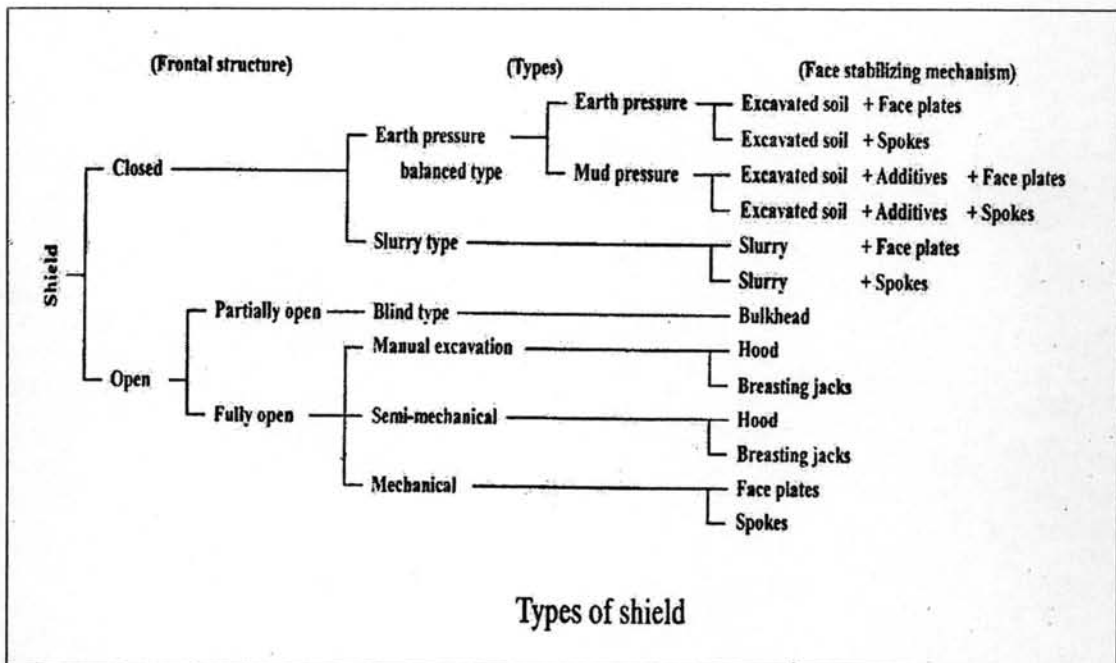 (Frontal structure) (Types) (Face stabilizing mechanism)
Earth pressure Excavated soil + Face plates
Earth pressure balanced type
Excavated soil + Spokes
Closed
Mud pressure Excavated soil + Additives + Face plates
Excavated soil + Additives + Spokes
Slurry type Slurry + Face plates
Slurry + Spokes
Shield
Partially open Blind type Bulkhead
Manual excavation Hood
Open
Breasting jacks
Fully open Semi-mechanical Hood
Breasting jacks
Mechanical Face plates
Spokes
Types of shield